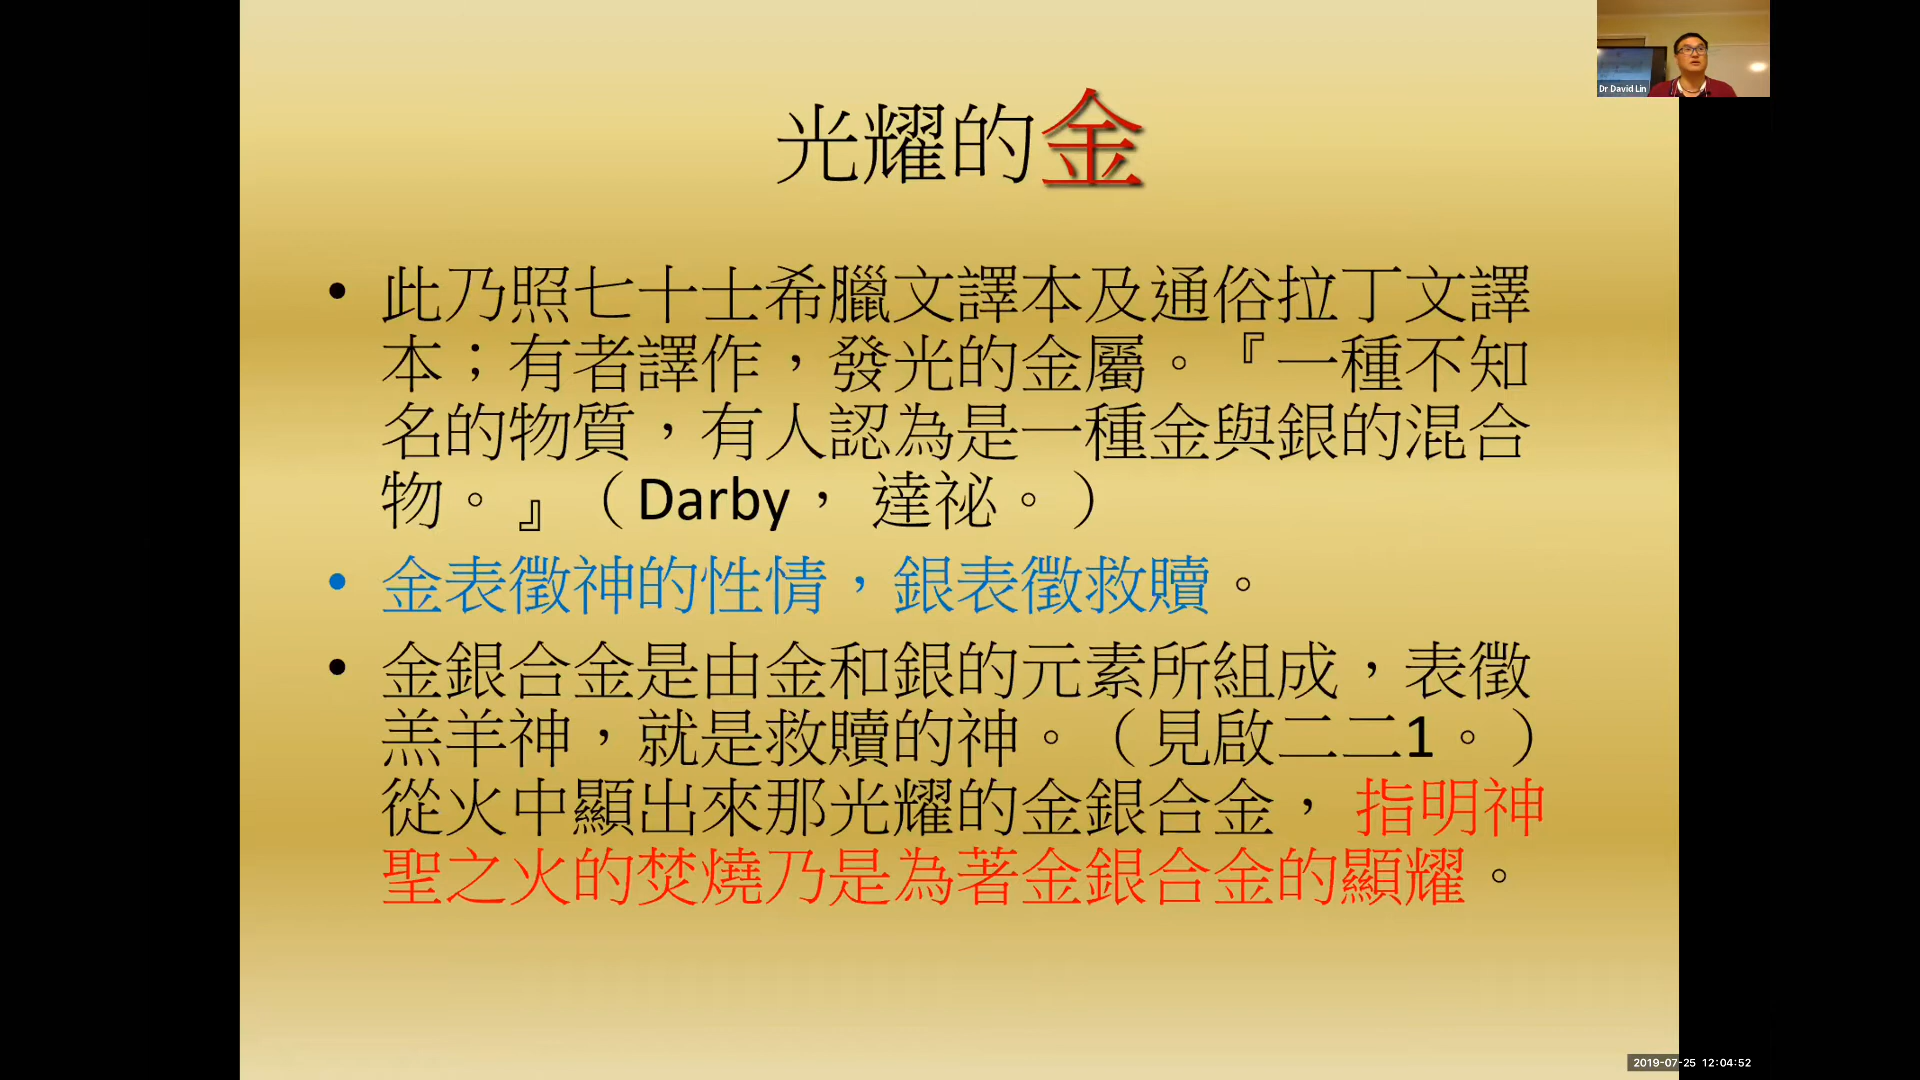 光耀的金
• 此乃照七十士希臘文譯本及通俗拉丁文譯
本；有者譯作，發光的金屬。『一種不知
名的物質，有人認為是一種金與銀的混合
物。』（Darby， 達祕。）
• 金表徵神的性情，銀表徵救贖。
• 金銀合金是由金和銀的元素所組成，表徵
羔羊神，就是救贖的神。（見啟二二1。）
從火中顯出來那光耀的金銀合金， 指明神
聖之火的焚燒乃是為著金銀合金的顯耀。
Dr David Lin
2019-07-25 12:04:52